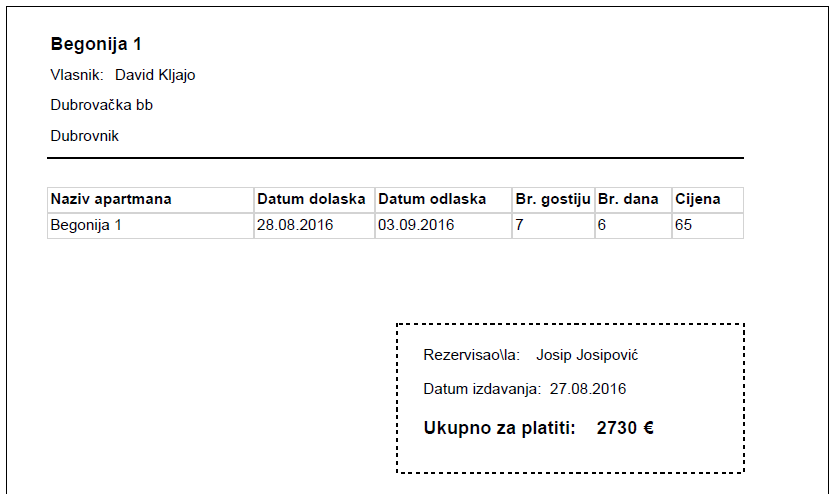 Begonija 1
Vlasnik: David Kljajo
Dubrovačka bb
Dubrovnik
Naziv apartmana Datum dolaska Datum odlaska Br. gostiju Br. dana Cijena
Begonija 1 28.08.2016 03.09.2016 7 6 65
Rezervisao\la: Josip Josipović
Datum izdavanja: 27.08.2016
Ukupno za platiti: 2730 €